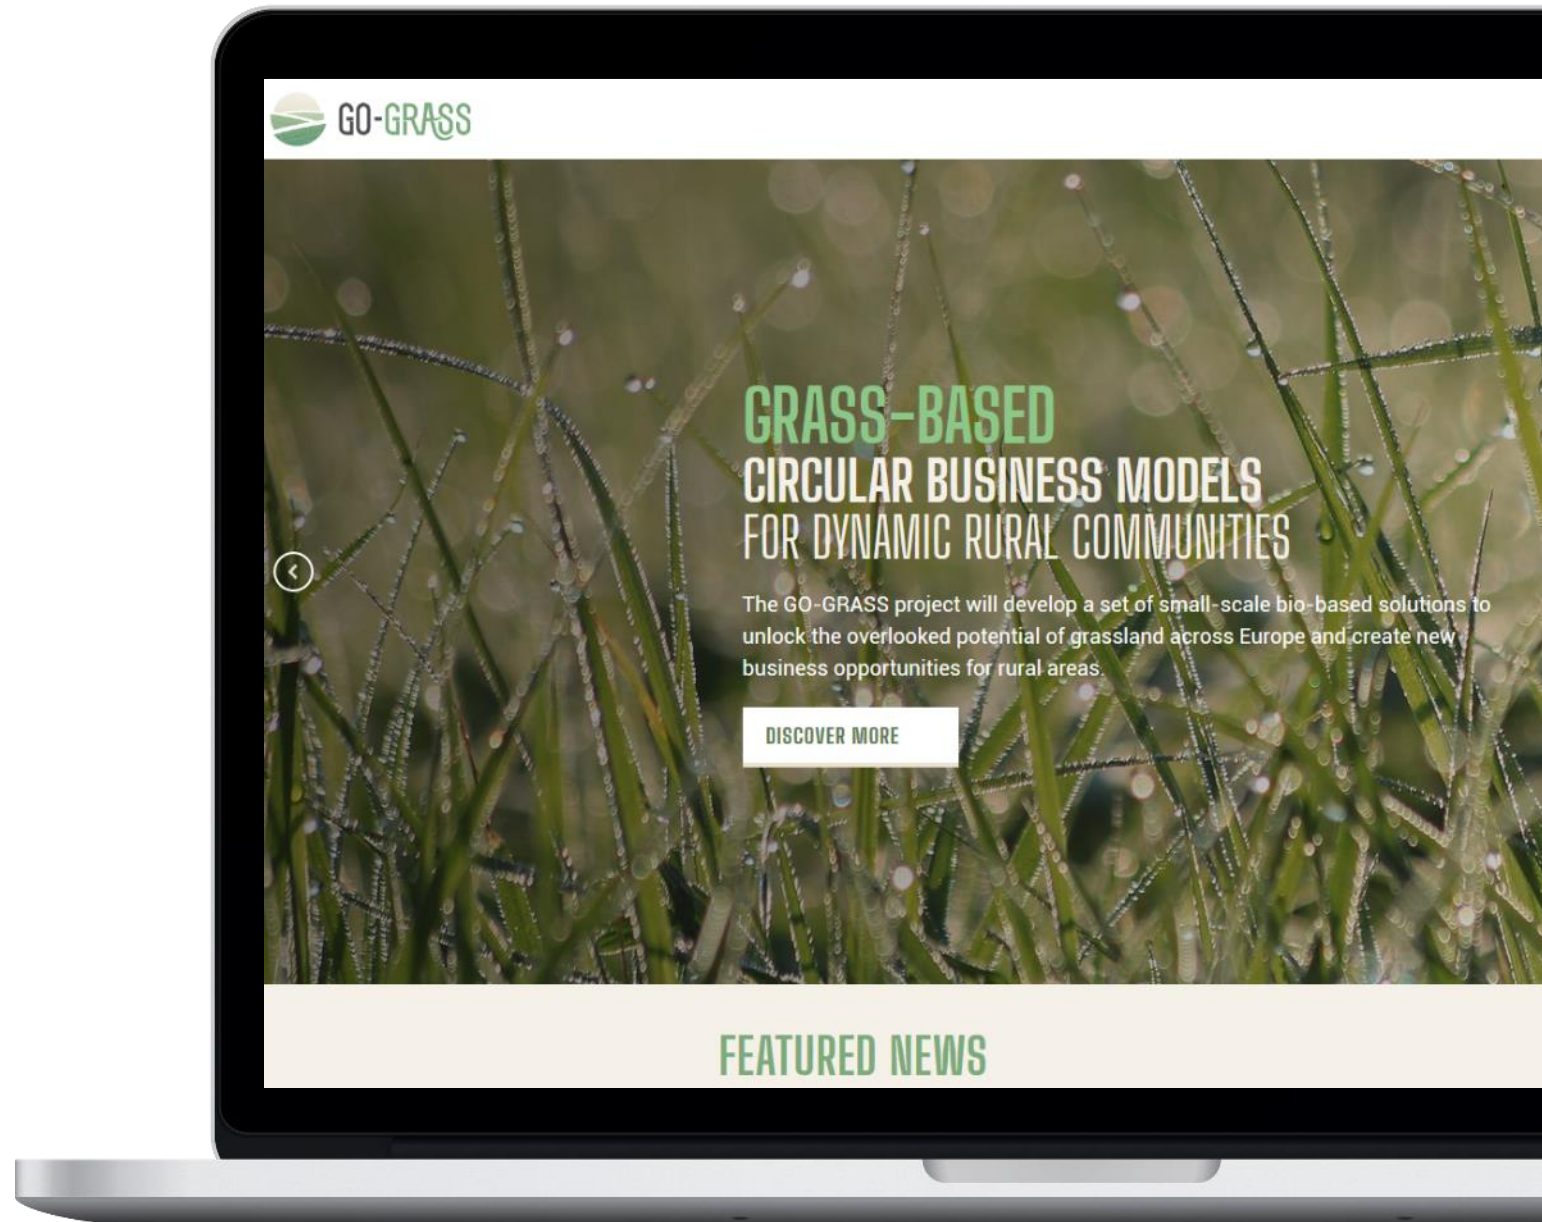 GO-GRASS
GRASS-BASED
CIRCULAR BUSINESS MODELS
FOR DYNAMIC RURAL COMMUNITIES
The GO-GRASS project will develop a set of small-scale bio-based solutions to
unlock the overlooked potential of grassland across Europe and create new
business opportunities for rural areas.
DISCOVER MORE
FEATURED NEWS